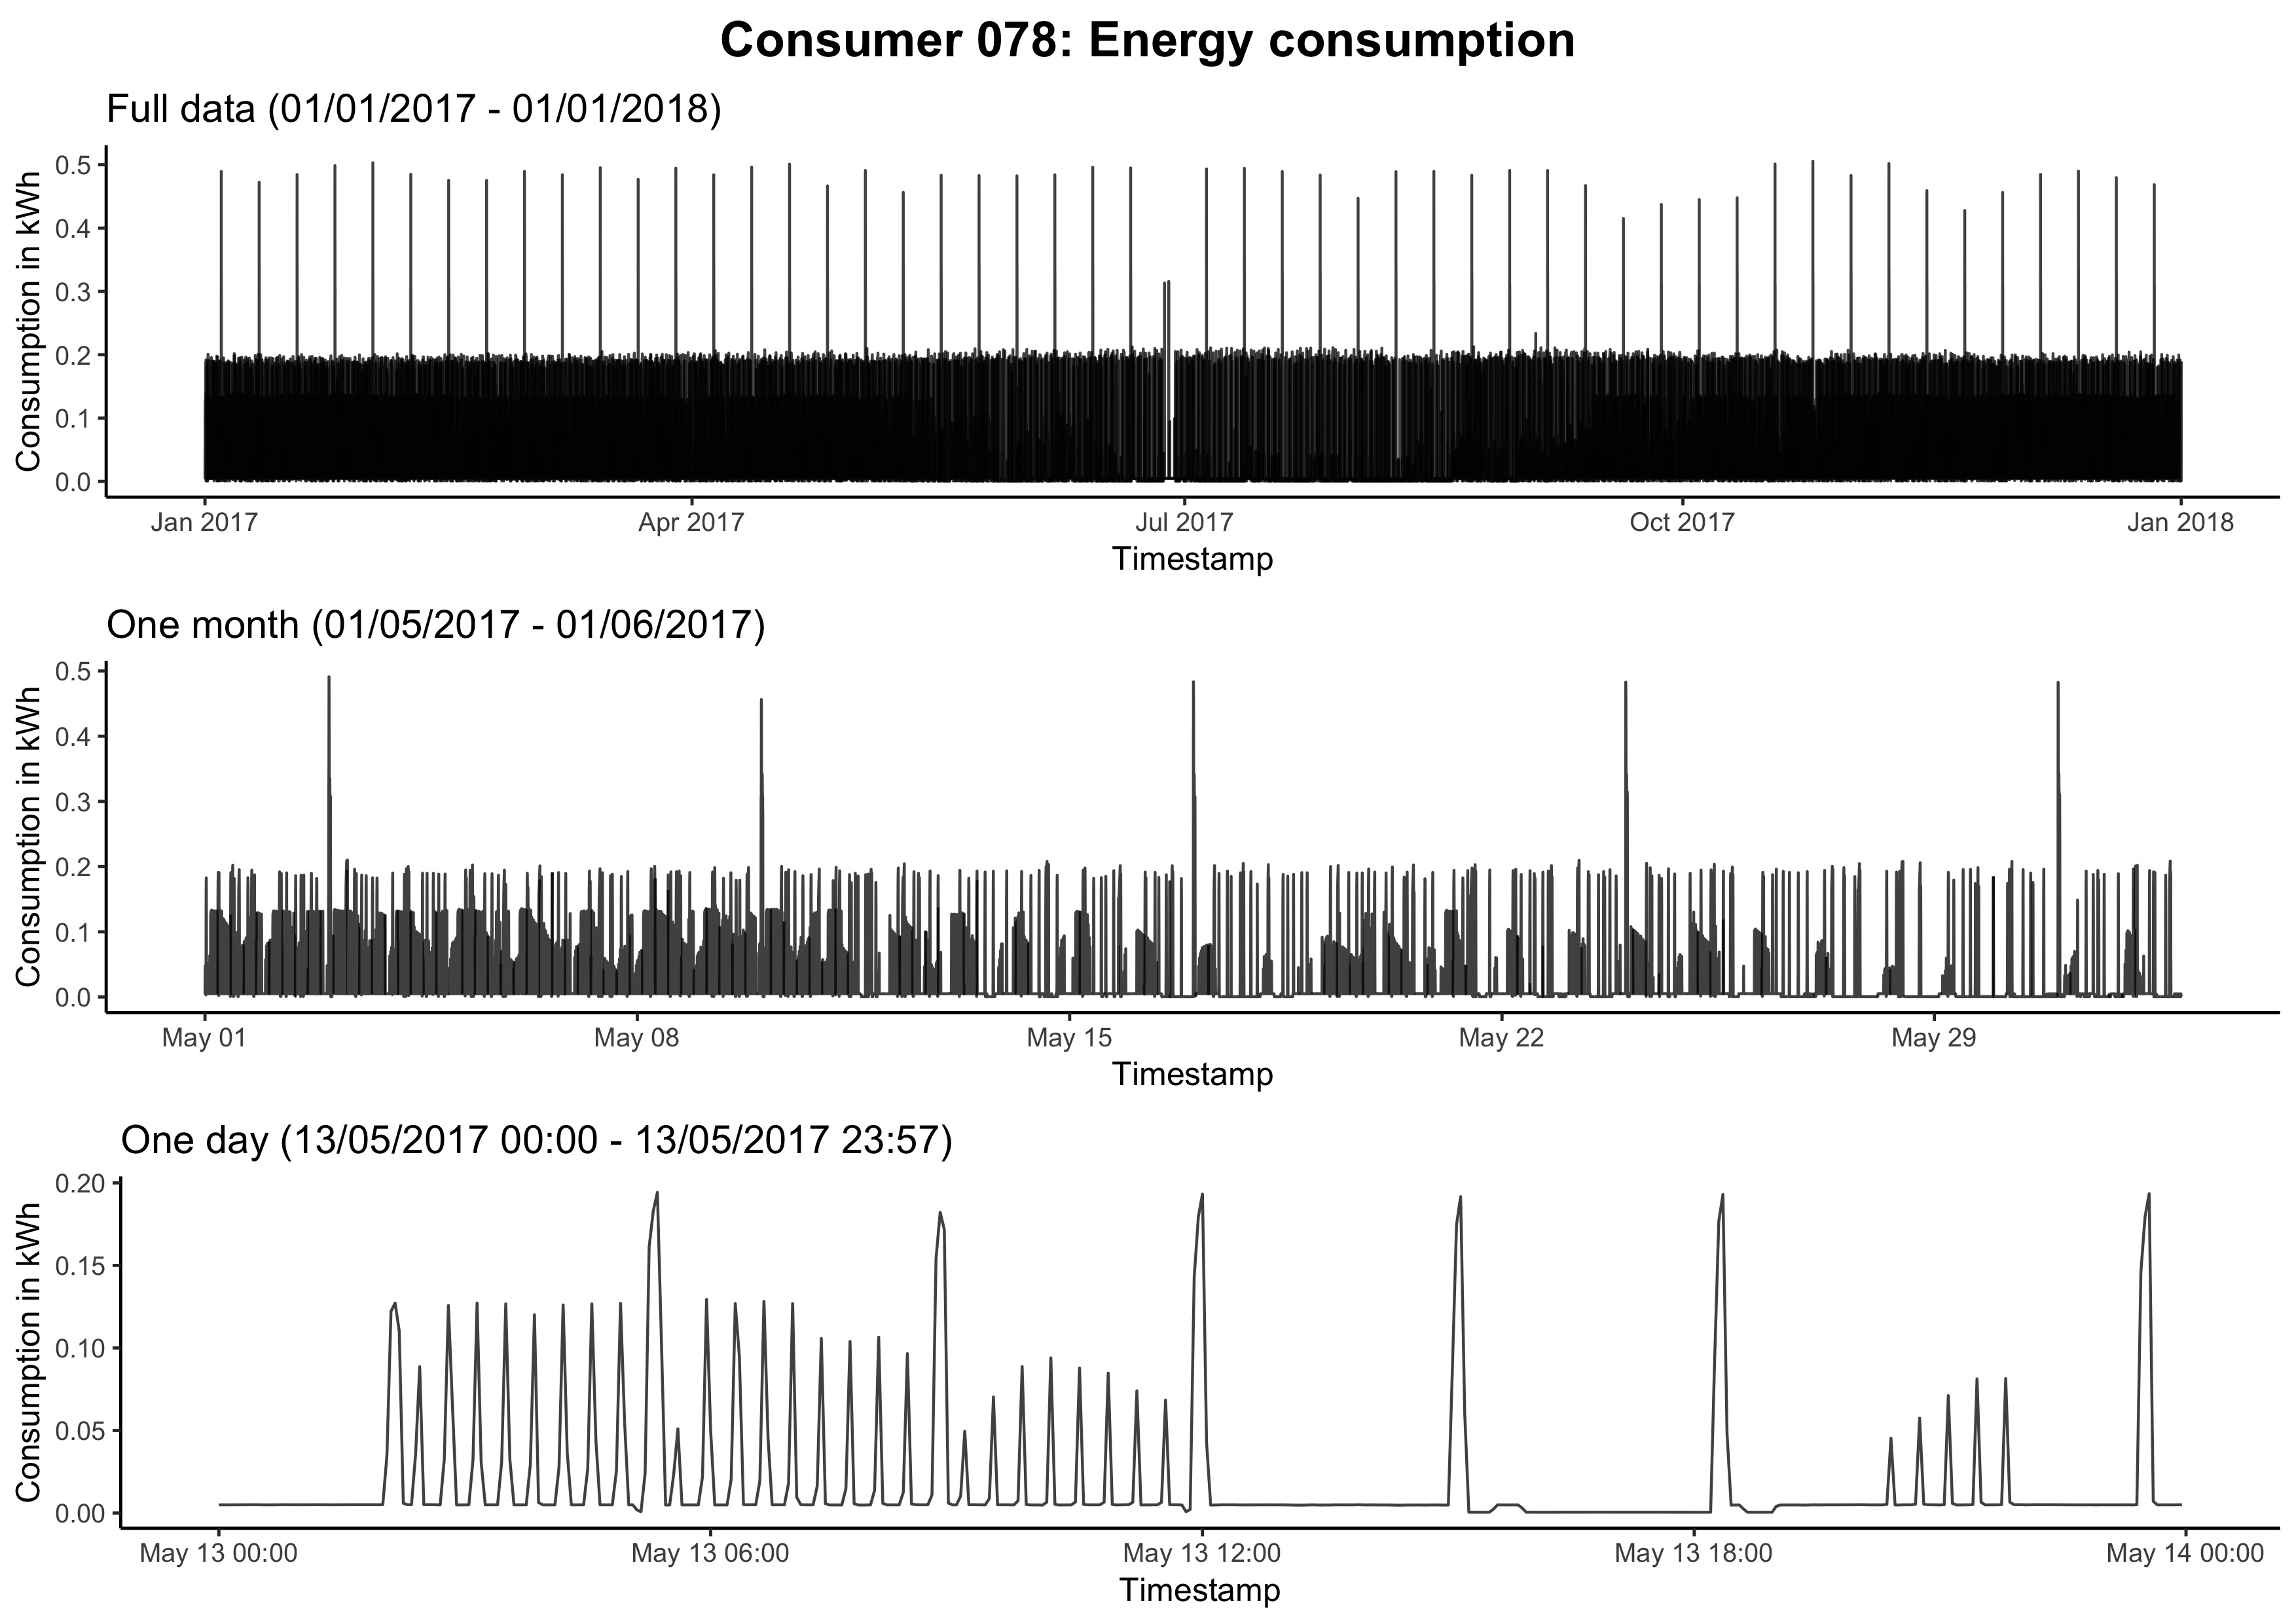 Consumer 078: Energy consumption
Full data (01/01/2017 - 01/01/2018)
Consumption in kWh
0.5
0.4
0.3
0.2
0.1
0.0
Jan 2017 Apr 2017 Jul 2017 Oct 2017 Jan 2018
Timestamp
One month (01/05/2017 - 01/06/2017)
Consumption in kWh
0.5
0.4
0.3
0.2
0.1
0.0
May 01 May 08 May 15 May 22 May 29
Timestamp
One day (13/05/2017 00:00 - 13/05/2017 23:57)
Consumption in kWh
0.20
0.15
0.10
0.05
0.00
May 13 00:00 May 13 06:00 May 13 12:00 May 13 18:00 May 14 00:00
Timestamp